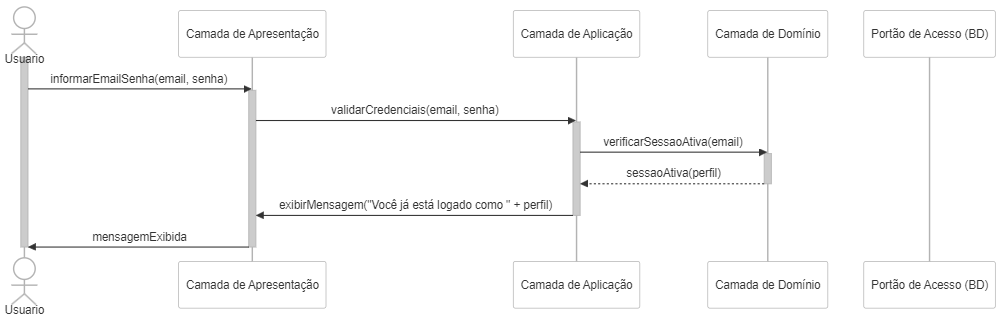 Camada de Apresentação
Camada de Aplicação
Camada de Domínio
Portão de Acesso (BD)
Usuario
informarEmailSenha(email, senha)
validarCredenciais(email, senha)
verificarSessaoAtiva(email)
sessaoAtiva(perfil)
exibirMensagem("Você já está logado como " + perfil)
mensagemExibida
Camada de Apresentação
Camada de Aplicação
Camada de Domínio
Portão de Acesso (BD)
Usuario